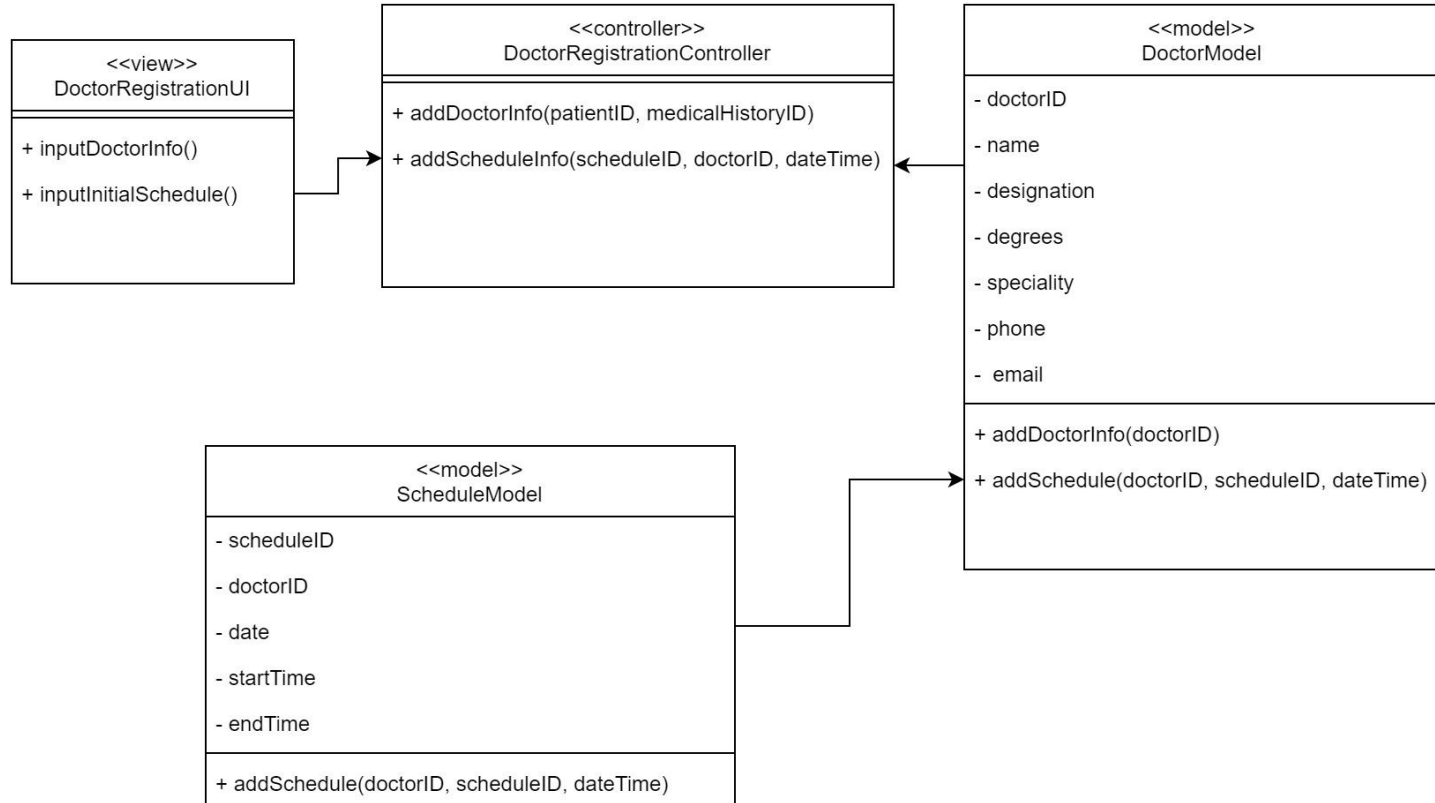 <<view>>
DoctorRegistrationUI
+ inputDoctorInfo()
+ inputInitialSchedule()
<<controller>>
DoctorRegistrationController
+ addDoctorInfo(patientID, medicalHistoryID)
+ addScheduleInfo(scheduleID, doctorID, dateTime)
<<model>>
DoctorModel
- doctorID
- name
- designation
- degrees
- speciality
- phone
- email
+ addDoctorInfo(doctorID)
+ addSchedule(doctorID, scheduleID, dateTime)
<<model>>
ScheduleModel
- scheduleID
- doctorID
- date
- startTime
- endTime
+ addSchedule(doctorID, scheduleID, dateTime)